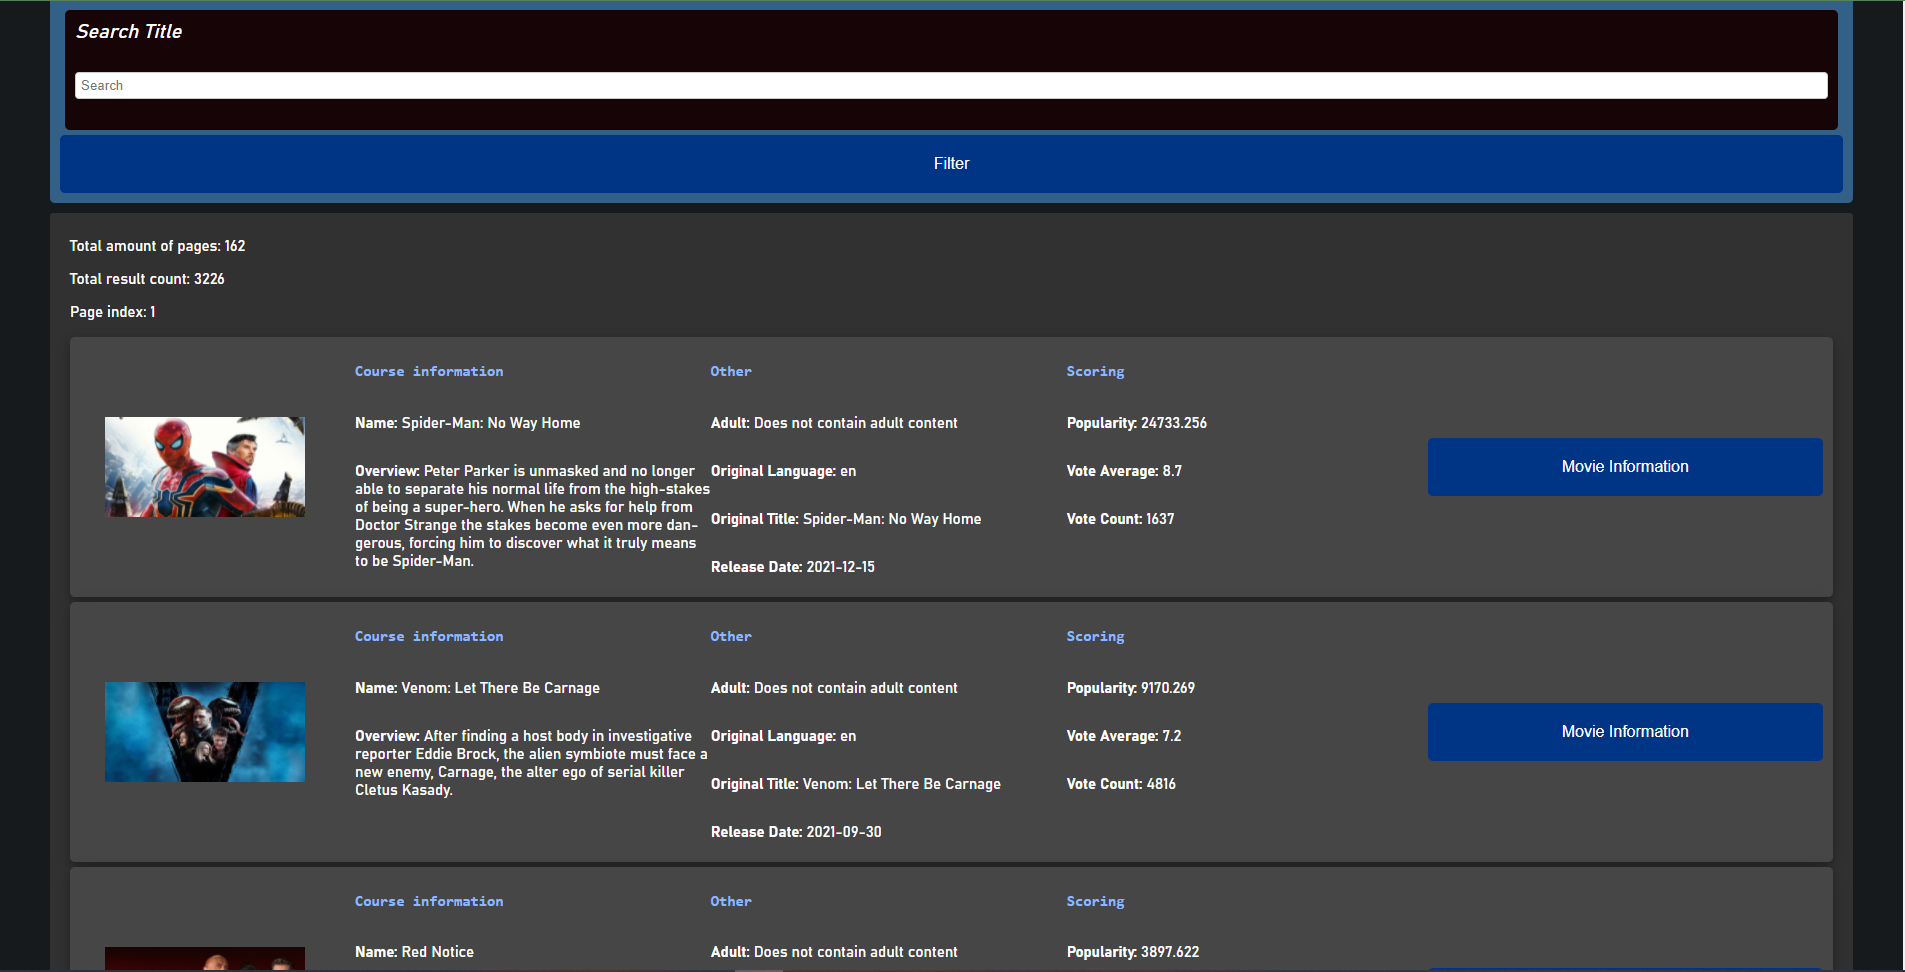 Search Title
Search
Filter
Total amount of pages: 162
Total result count: 3226
Page index: 1
Course information
Name: Spider-Man: No Way Home
Overview: Peter Parker is unmasked and no longer
able to separate his normal life from the high-stakes
of being a super-hero. When he asks for help from
Doctor Strange the stakes become even more dan-
gerous, forcing him to discover what it truly means
to be Spider-Man.
Other
Adult: Does not contain adult content
Original Language: en
Original Title: Spider-Man: No Way Home
Release Date: 2021-12-15
Scoring
Popularity: 24733.256
Vote Average: 8.7
Vote Count: 1637
Movie Information
Course information
Name: Venom: Let There Be Carnage
Overview: After finding a host body in investigative
reporter Eddie Brock, the alien symbiote must face a
new enemy, Carnage, the alter ego of serial killer
Cletus Kasady.
Other
Adult: Does not contain adult content
Original Language: en
Original Title: Venom: Let There Be Carnage
Release Date: 2021-09-30
Scoring
Popularity: 9170.269
Vote Average: 7.2
Vote Count: 4816
Movie Information
Course information
Name: Red Notice
Other
Adult: Does not contain adult content
Scoring
Popularity: 3897.622